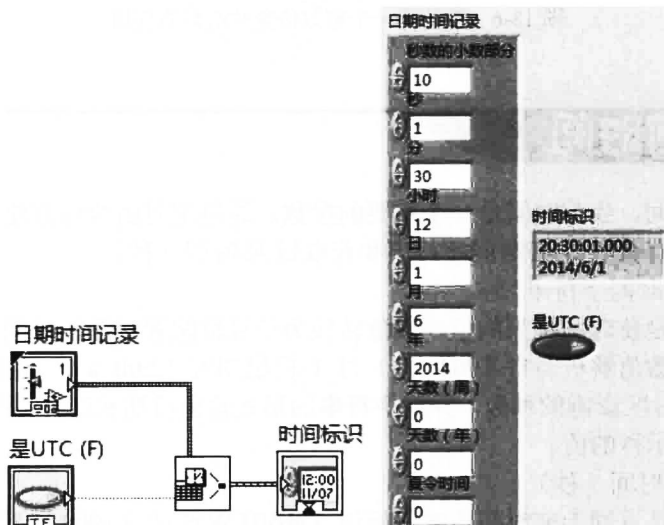 日期时间记录
秒数的小数部分
10
秒
1
分
30
小时
12
日
1
月
6
年
2014
天数(周)
0
天数(年)
0
夏令时间
0
时间标识
20:30:01.000
2014/6/1
是UTC (F)
日期时间记录
1
是UTC (F)
TF
时间标识
12:00
11/07